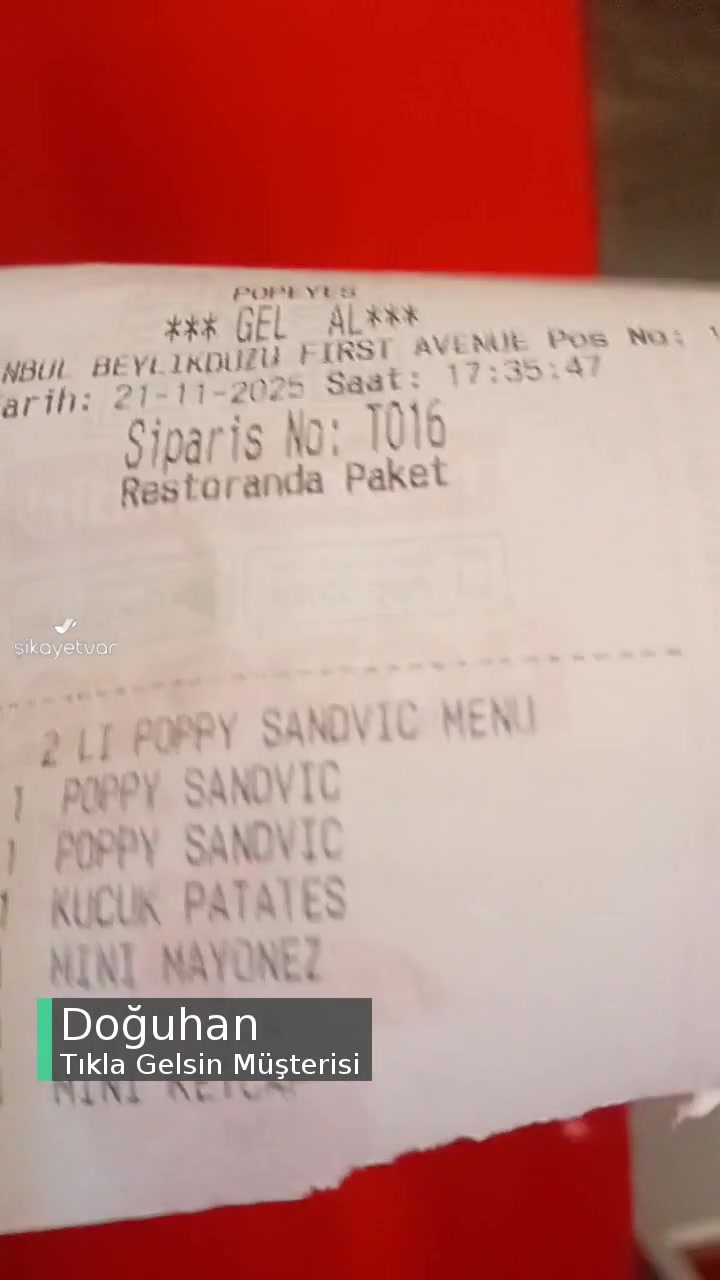 POPEYES
*** GEL AL***
NBUL BEYLIKDUZU FIRST AVENUE Pos No: 1
arih: 21-11-2025 Saat: 17:35:47
Siparis No: T016
Restoranda Paket
şikayetvar
2 LI POPPY SANDVIC MENU
1 POPPY SANDVIC
1 POPPY SANDVIC
1 KUCUK PATATES
MINI MAYONEZ
Doğuhan
Tıkla Gelsin Müşterisi
MINI